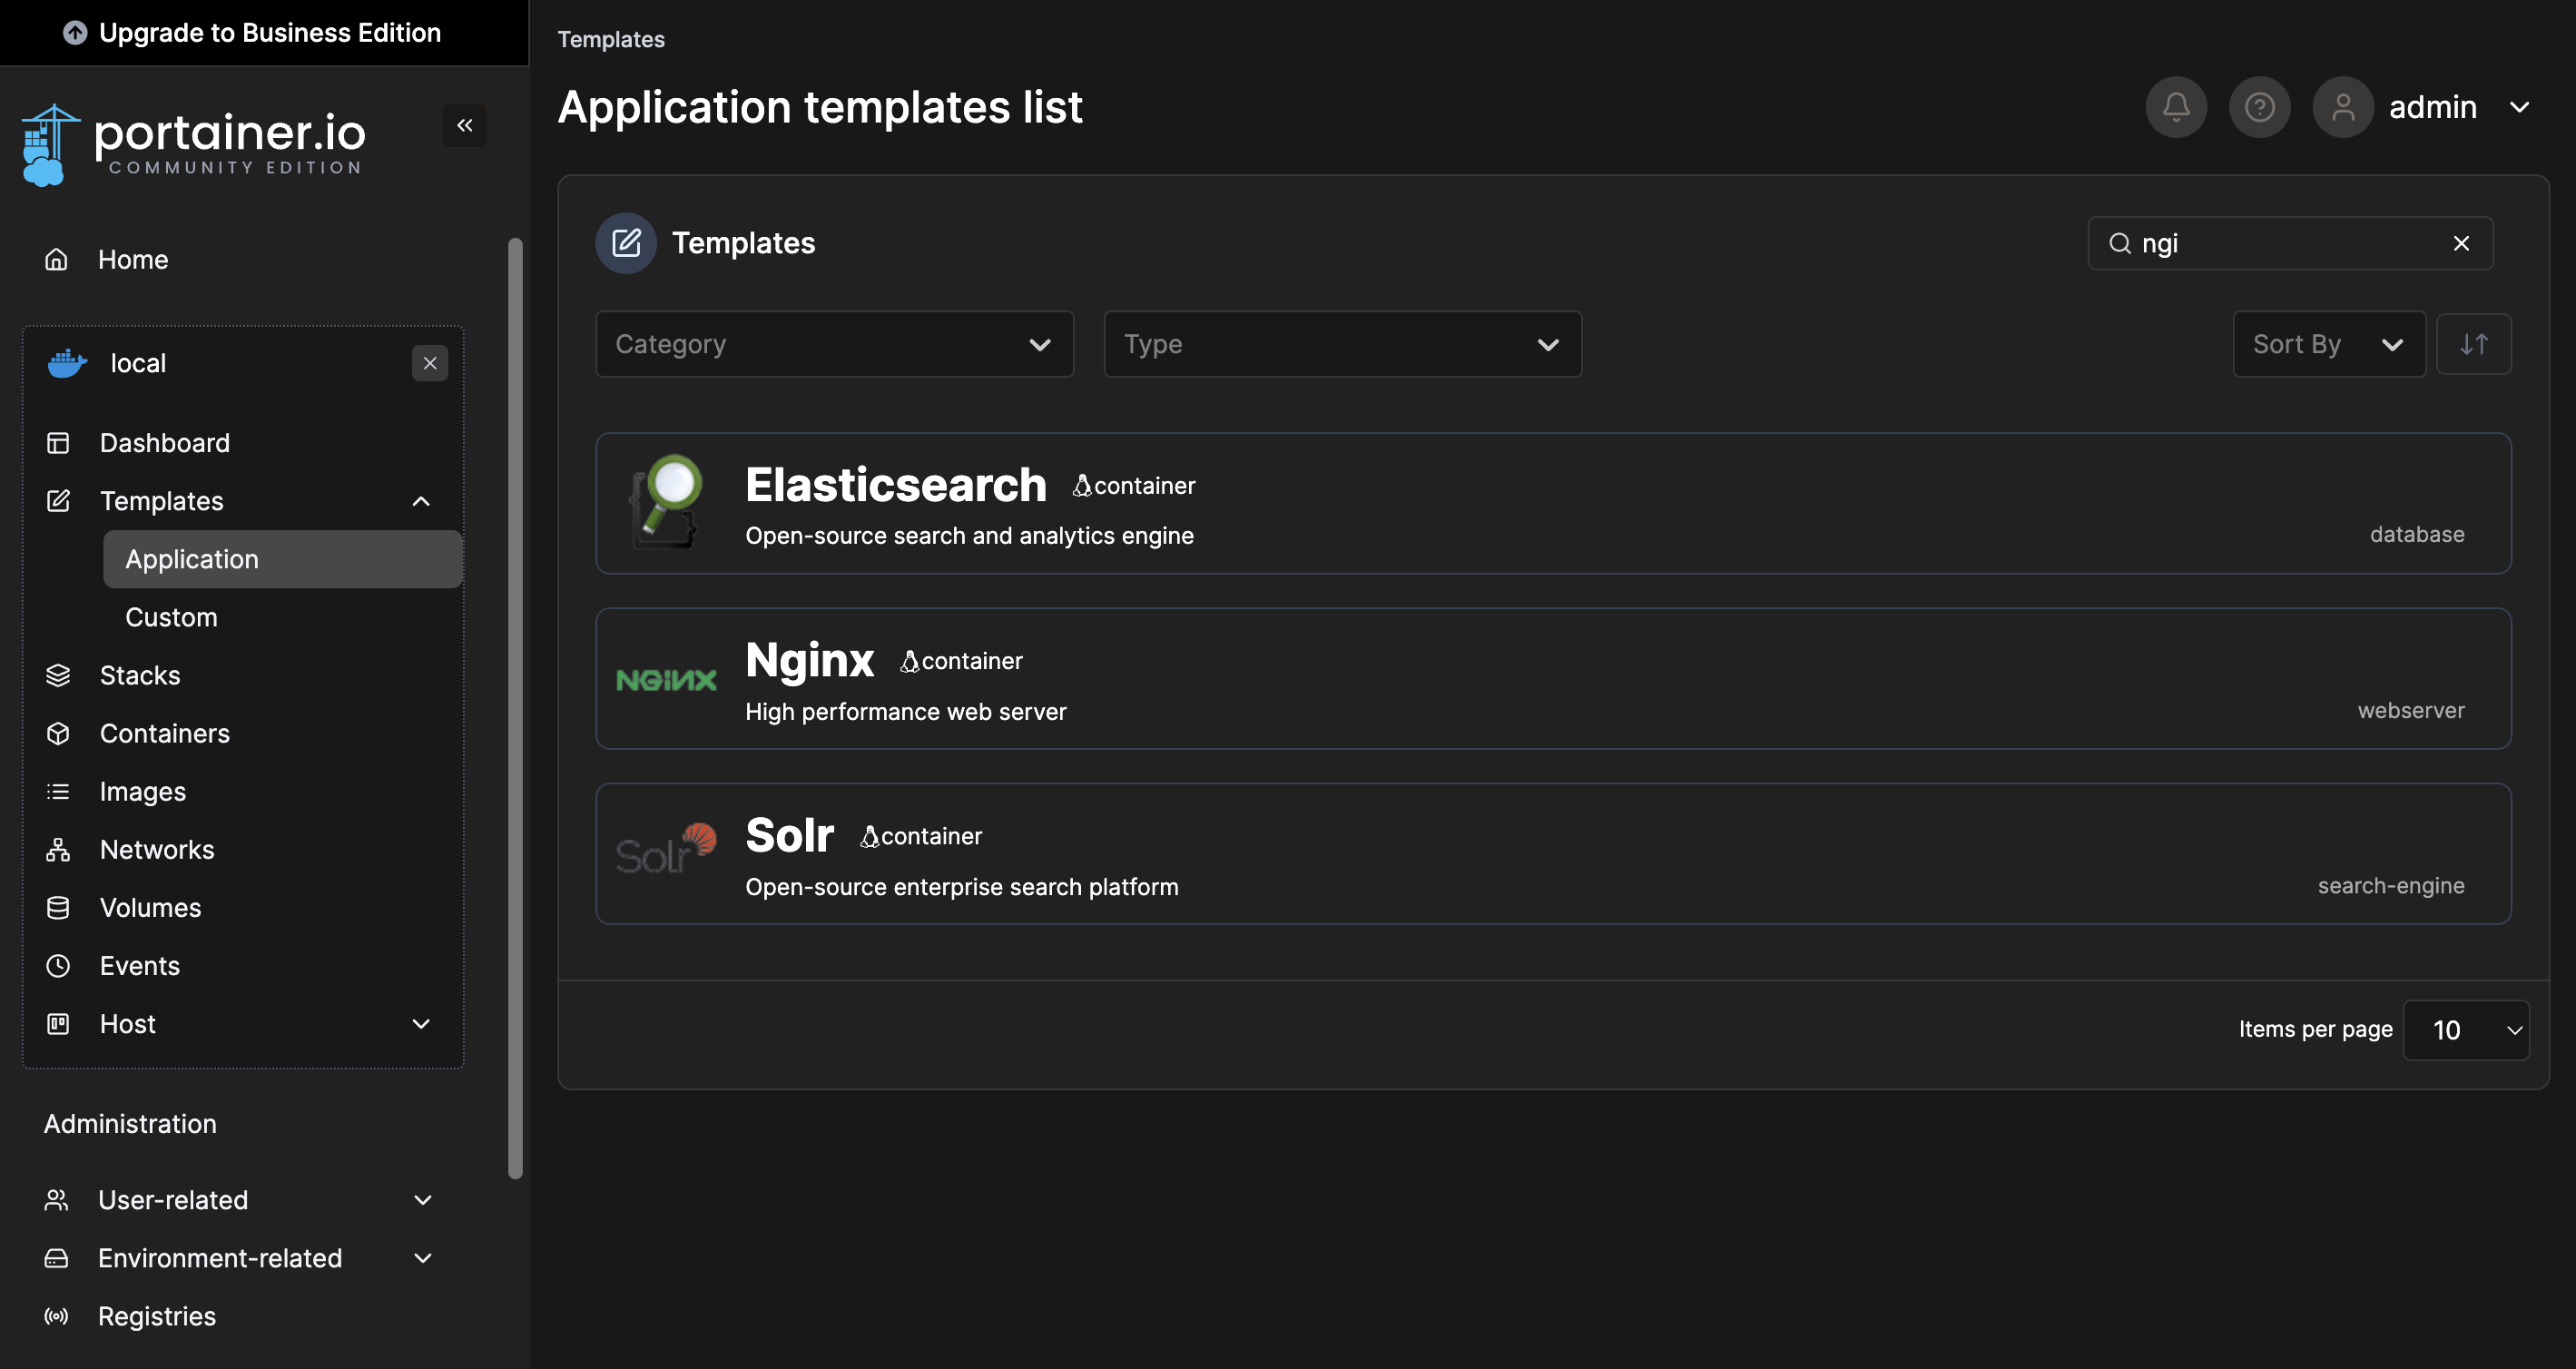 Upgrade to Business Edition
portainer.io
COMMUNITY EDITION
Home
local
Dashboard
Templates
Application
Custom
Stacks
Containers
Images
Networks
Volumes
Events
Host
Administration
User-related
Environment-related
Registries
Templates
Application templates list
admin
Templates
ngi
Category
Type
Sort By
Elasticsearch container
Open-source search and analytics engine
database
NGINX
Nginx container
High performance web server
webserver
Solr
Solr container
Open-source enterprise search platform
search-engine
Items per page 10